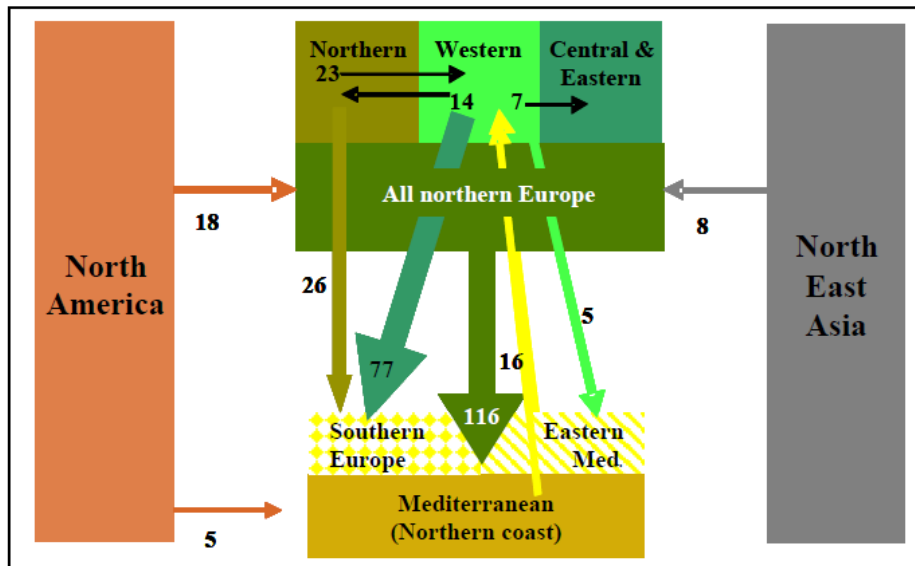 Northern
Western
Central &
Eastern
23
14
7
All northern Europe
18
8
North
America
North
East
Asia
26
5
77
16
116
Southern
Europe
Eastern
Med.
Mediterranean
(Northern coast)
5